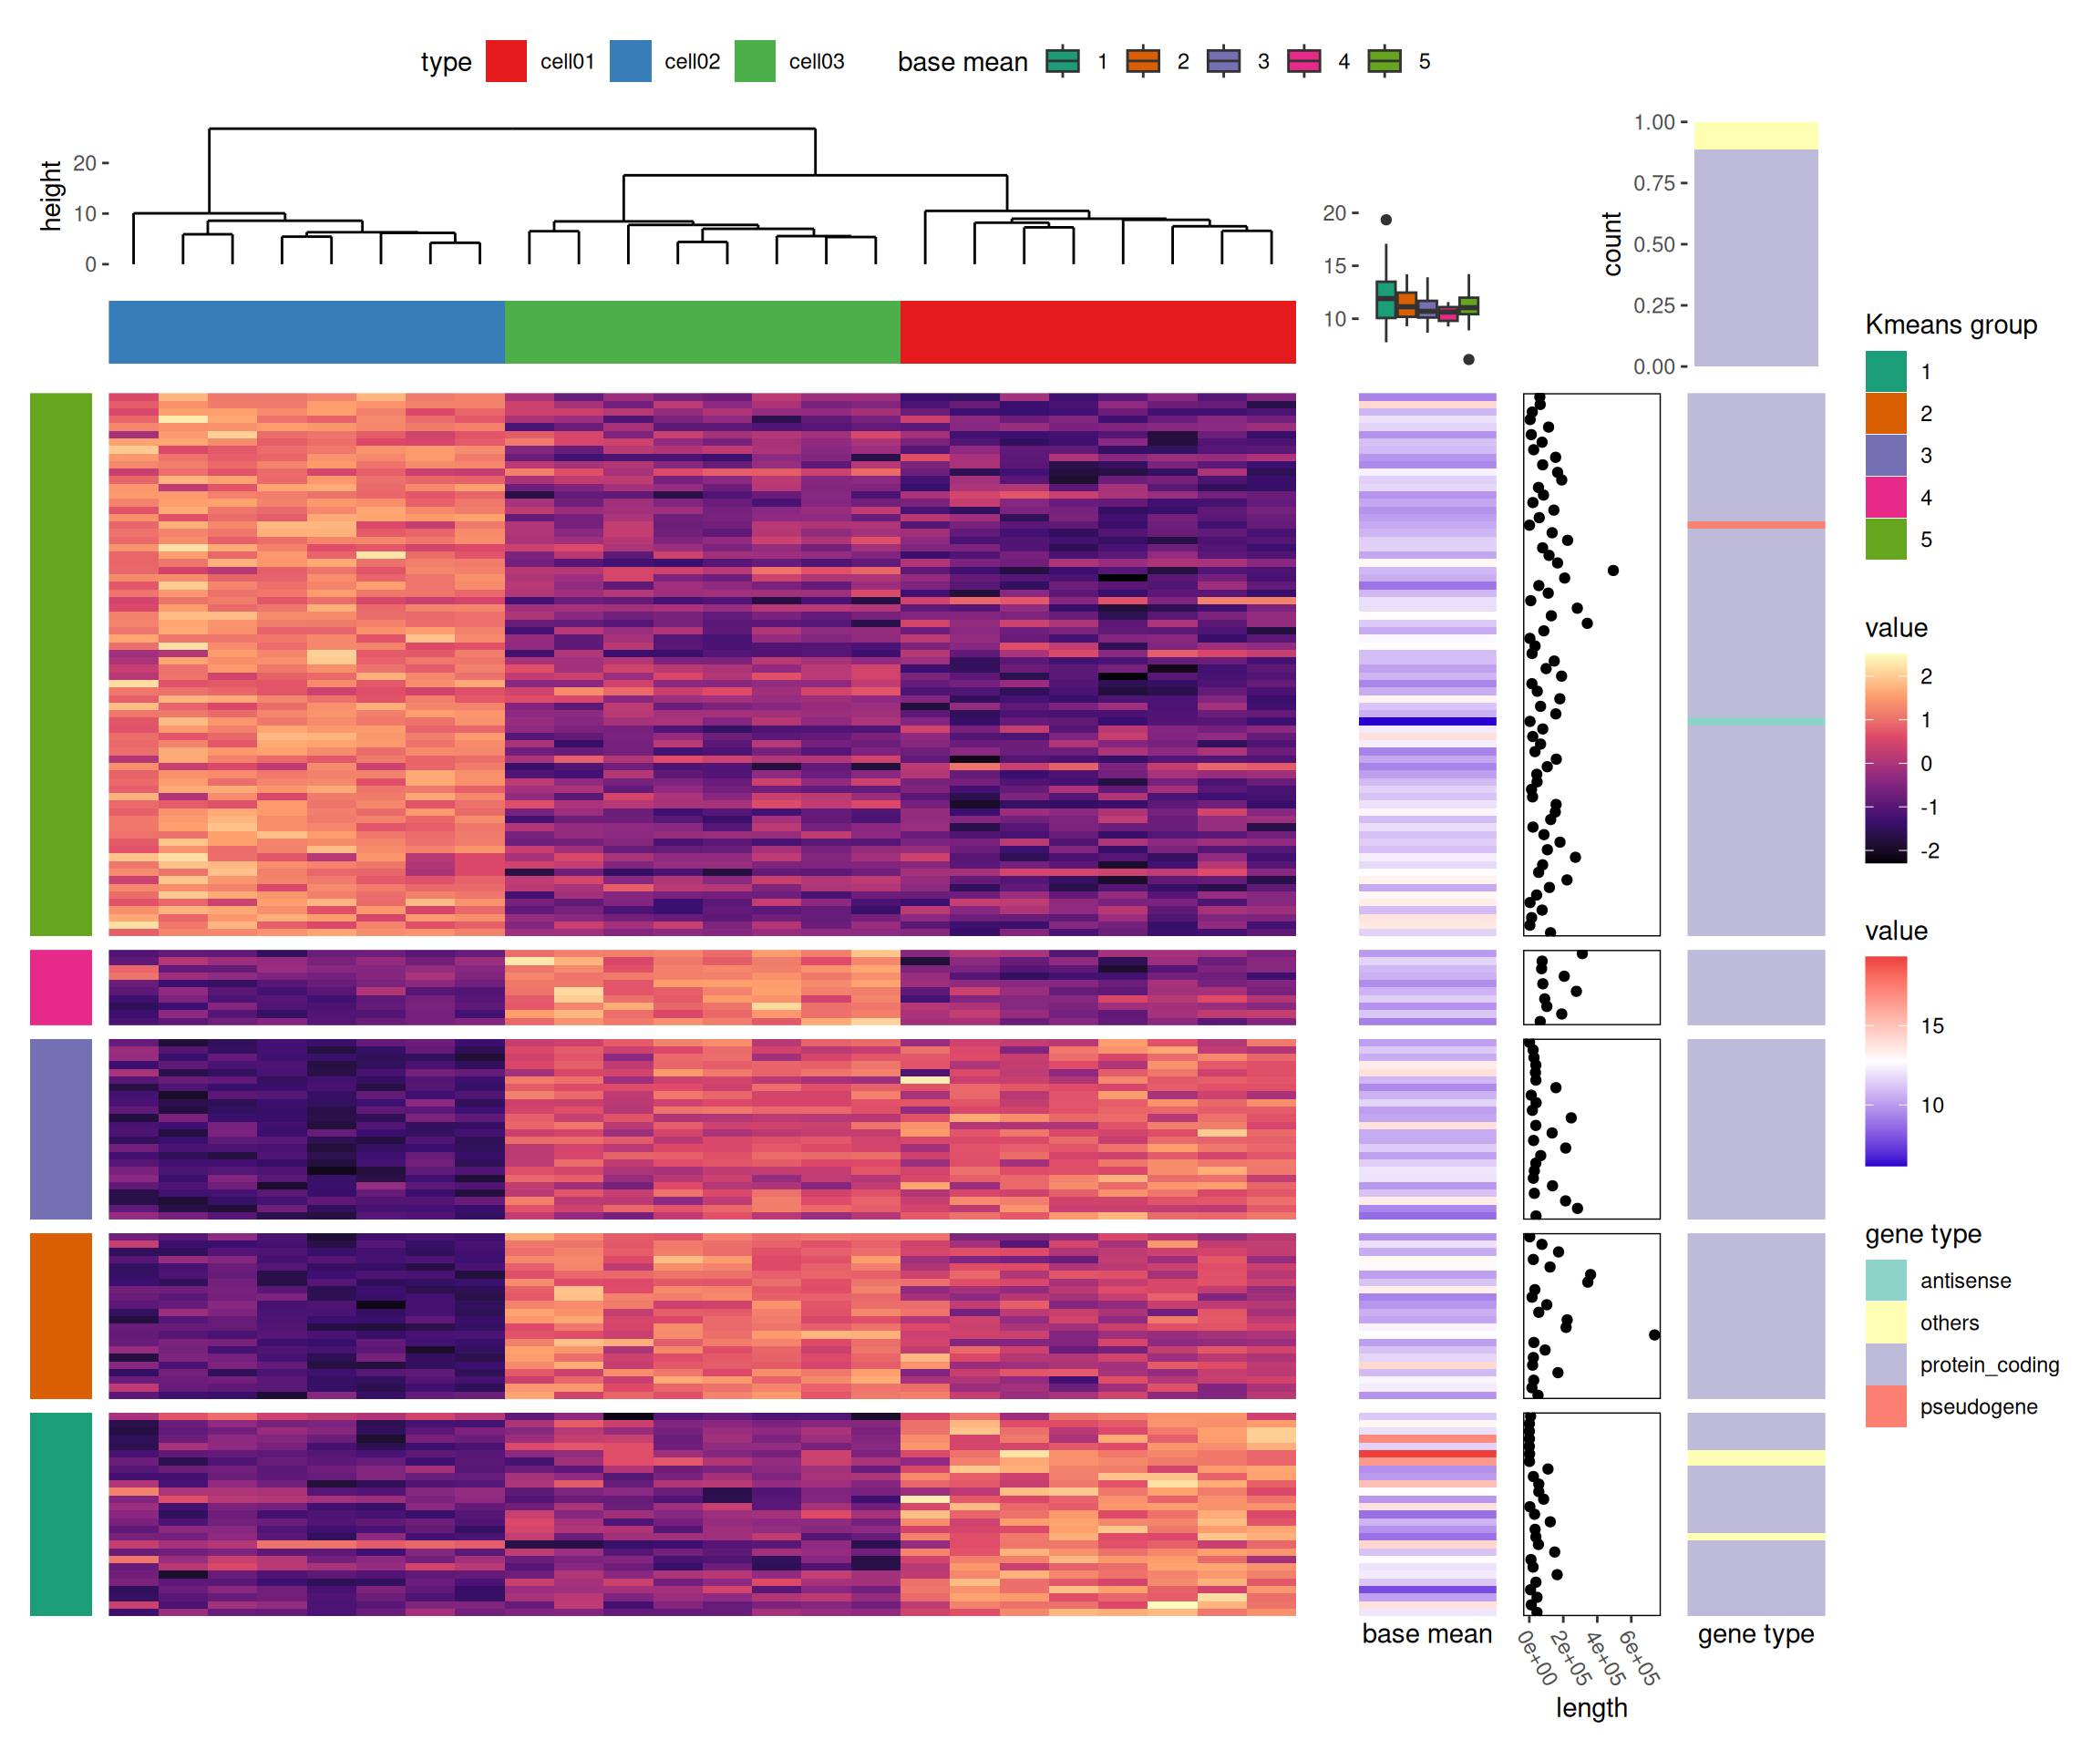 type cell01 cell02 cell03 base mean 1 2 3 4 5
height
20
10
0
20
15
10
count
1.00
0.75
0.50
0.25
0.00
Kmeans group
1
2
3
4
5
value
2
1
0
-1
-2
value
15
10
gene type
antisense
others
protein_coding
pseudogene
base mean
0e+00
2e+05
4e+05
6e+05
length
gene type